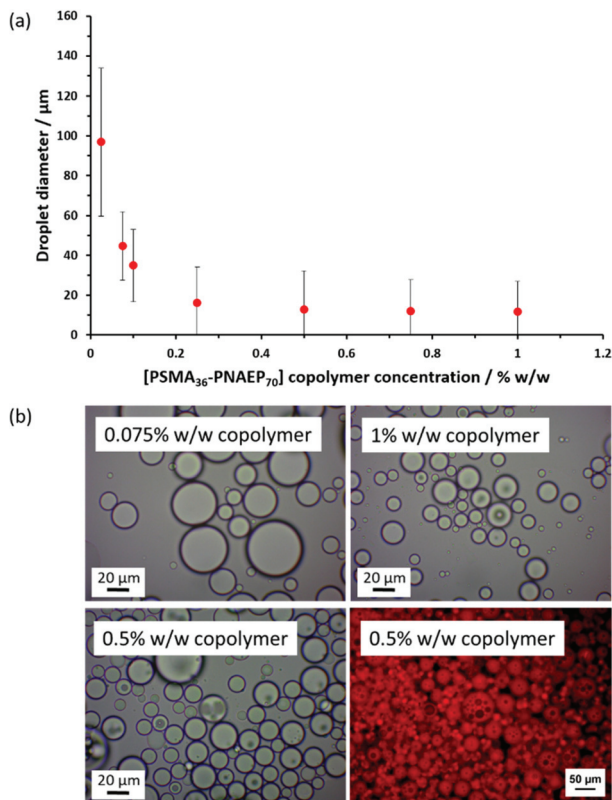 (a)
160
140
120
100
80
60
40
20
0
Droplet diameter / µm
0 0.2 0.4 0.6 0.8 1 1.2
[PSMA₃₆-PNAEP₇₀] copolymer concentration / % w/w
(b)
0.075% w/w copolymer
20 µm
1% w/w copolymer
20 µm
0.5% w/w copolymer
20 µm
0.5% w/w copolymer
50 µm